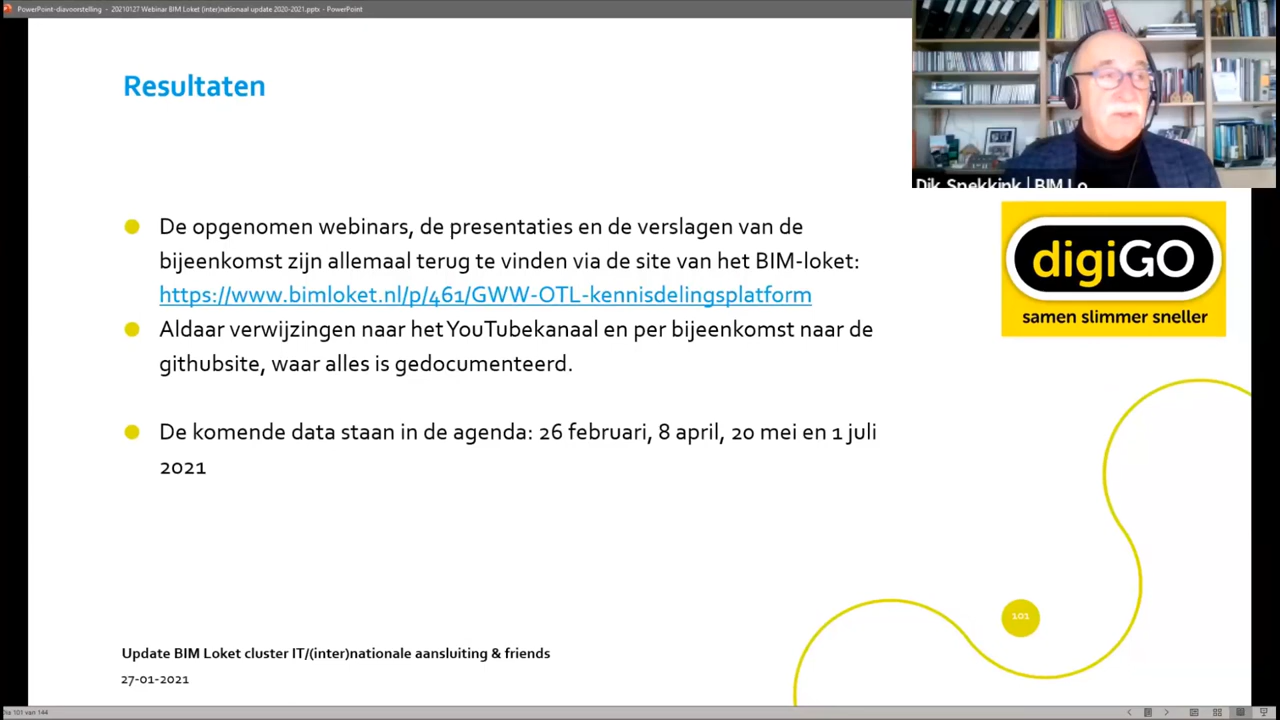 PowerPoint-diavoorstelling - 20210127 Webinar BIM Loket (inter)nationaal update 2020-2021.pptx - PowerPoint
Resultaten
Dik Spekkink | BIM Lo
De opgenomen webinars, de presentaties en de verslagen van de
bijeenkomst zijn allemaal terug te vinden via de site van het BIM-loket:
https://www.bimloket.nl/p/461/GWW-OTL-kennisdelingsplatform
Aldaar verwijzingen naar het YouTubekanaal en per bijeenkomst naar de
githubsite, waar alles is gedocumenteerd.
De komende data staan in de agenda: 26 februari, 8 april, 20 mei en 1 juli
2021
digiGO
samen slimmer sneller
101
Update BIM Loket cluster IT/(inter)nationale aansluiting & friends
27-01-2021
Dia 101 van 144